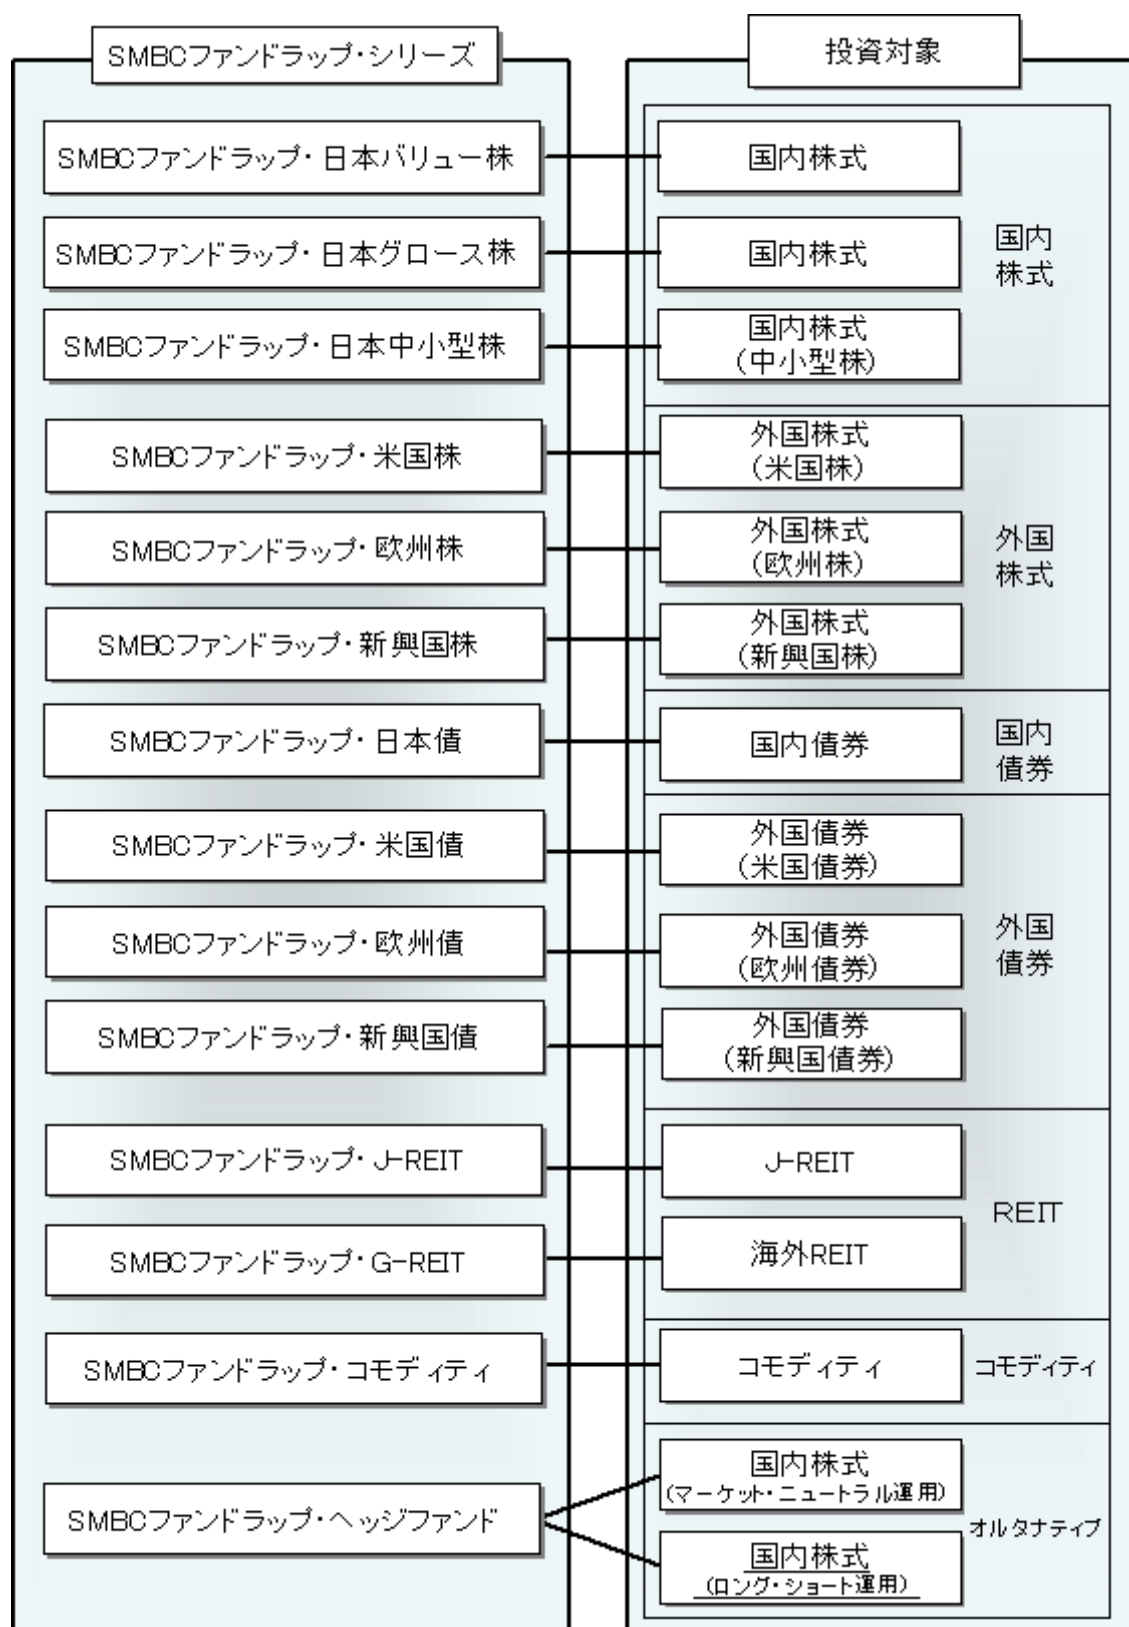 SMBCファンドラップ・シリーズ
投資対象
SMBCファンドラップ・日本バリュー株
国内株式
SMBCファンドラップ・日本グロース株
国内株式
国内
株式
SMBCファンドラップ・日本中小型株
国内株式
(中小型株)
SMBCファンドラップ・米国株
外国株式
(米国株)
SMBCファンドラップ・欧州株
外国株式
(欧州株)
外国
株式
SMBCファンドラップ・新興国株
外国株式
(新興国株)
SMBCファンドラップ・日本債
国内債券
国内
債券
SMBCファンドラップ・米国債
外国債券
(米国債券)
SMBCファンドラップ・欧州債
外国債券
(欧州債券)
外国
債券
SMBCファンドラップ・新興国債
外国債券
(新興国債券)
SMBCファンドラップ・J-REIT
J-REIT
REIT
SMBCファンドラップ・G-REIT
海外REIT
SMBCファンドラップ・コモディティ
コモディティ
コモディティ
SMBCファンドラップ・ヘッジファンド
国内株式
(マーケット・ニュートラル運用)
オルタナティブ
国内株式
(ロング・ショート運用)